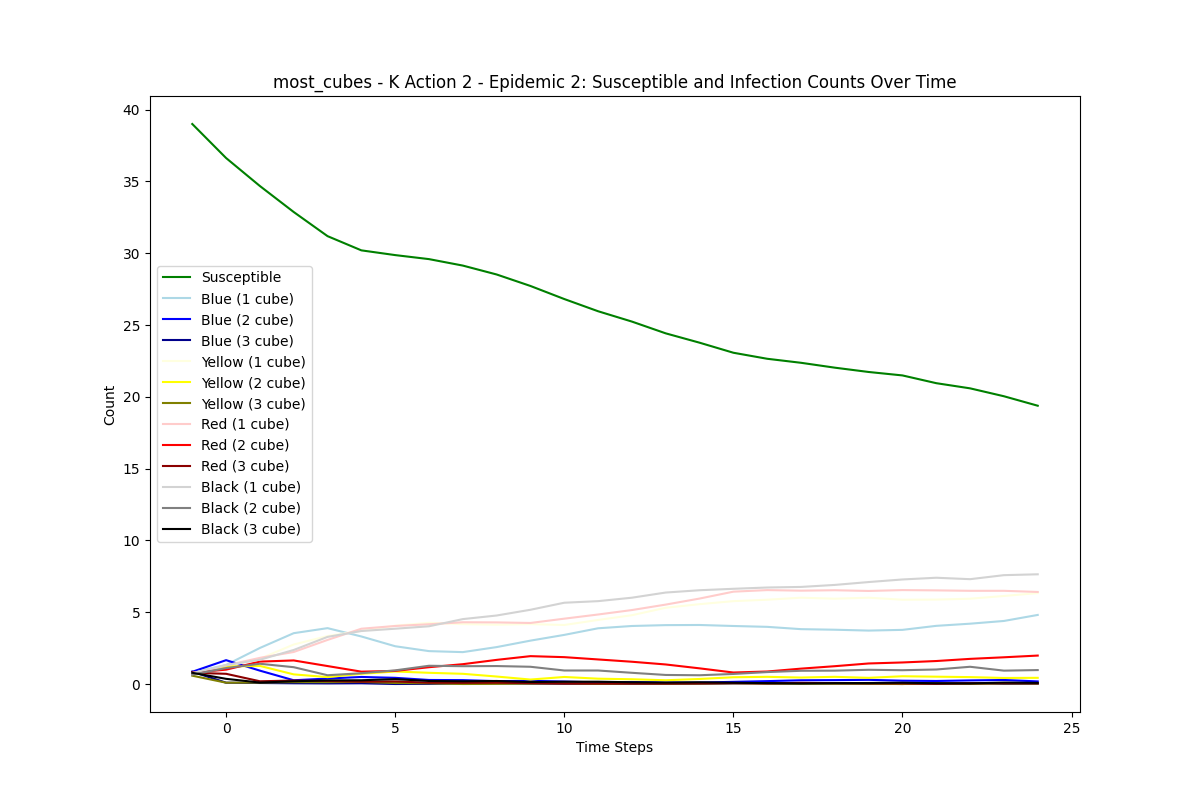 most_cubes - K Action 2 - Epidemic 2: Susceptible and Infection Counts Over Time
40
35
30
25
20
15
10
5
0
Count
Susceptible
Blue (1 cube)
Blue (2 cube)
Blue (3 cube)
Yellow (1 cube)
Yellow (2 cube)
Yellow (3 cube)
Red (1 cube)
Red (2 cube)
Red (3 cube)
Black (1 cube)
Black (2 cube)
Black (3 cube)
0 5 10 15 20 25
Time Steps